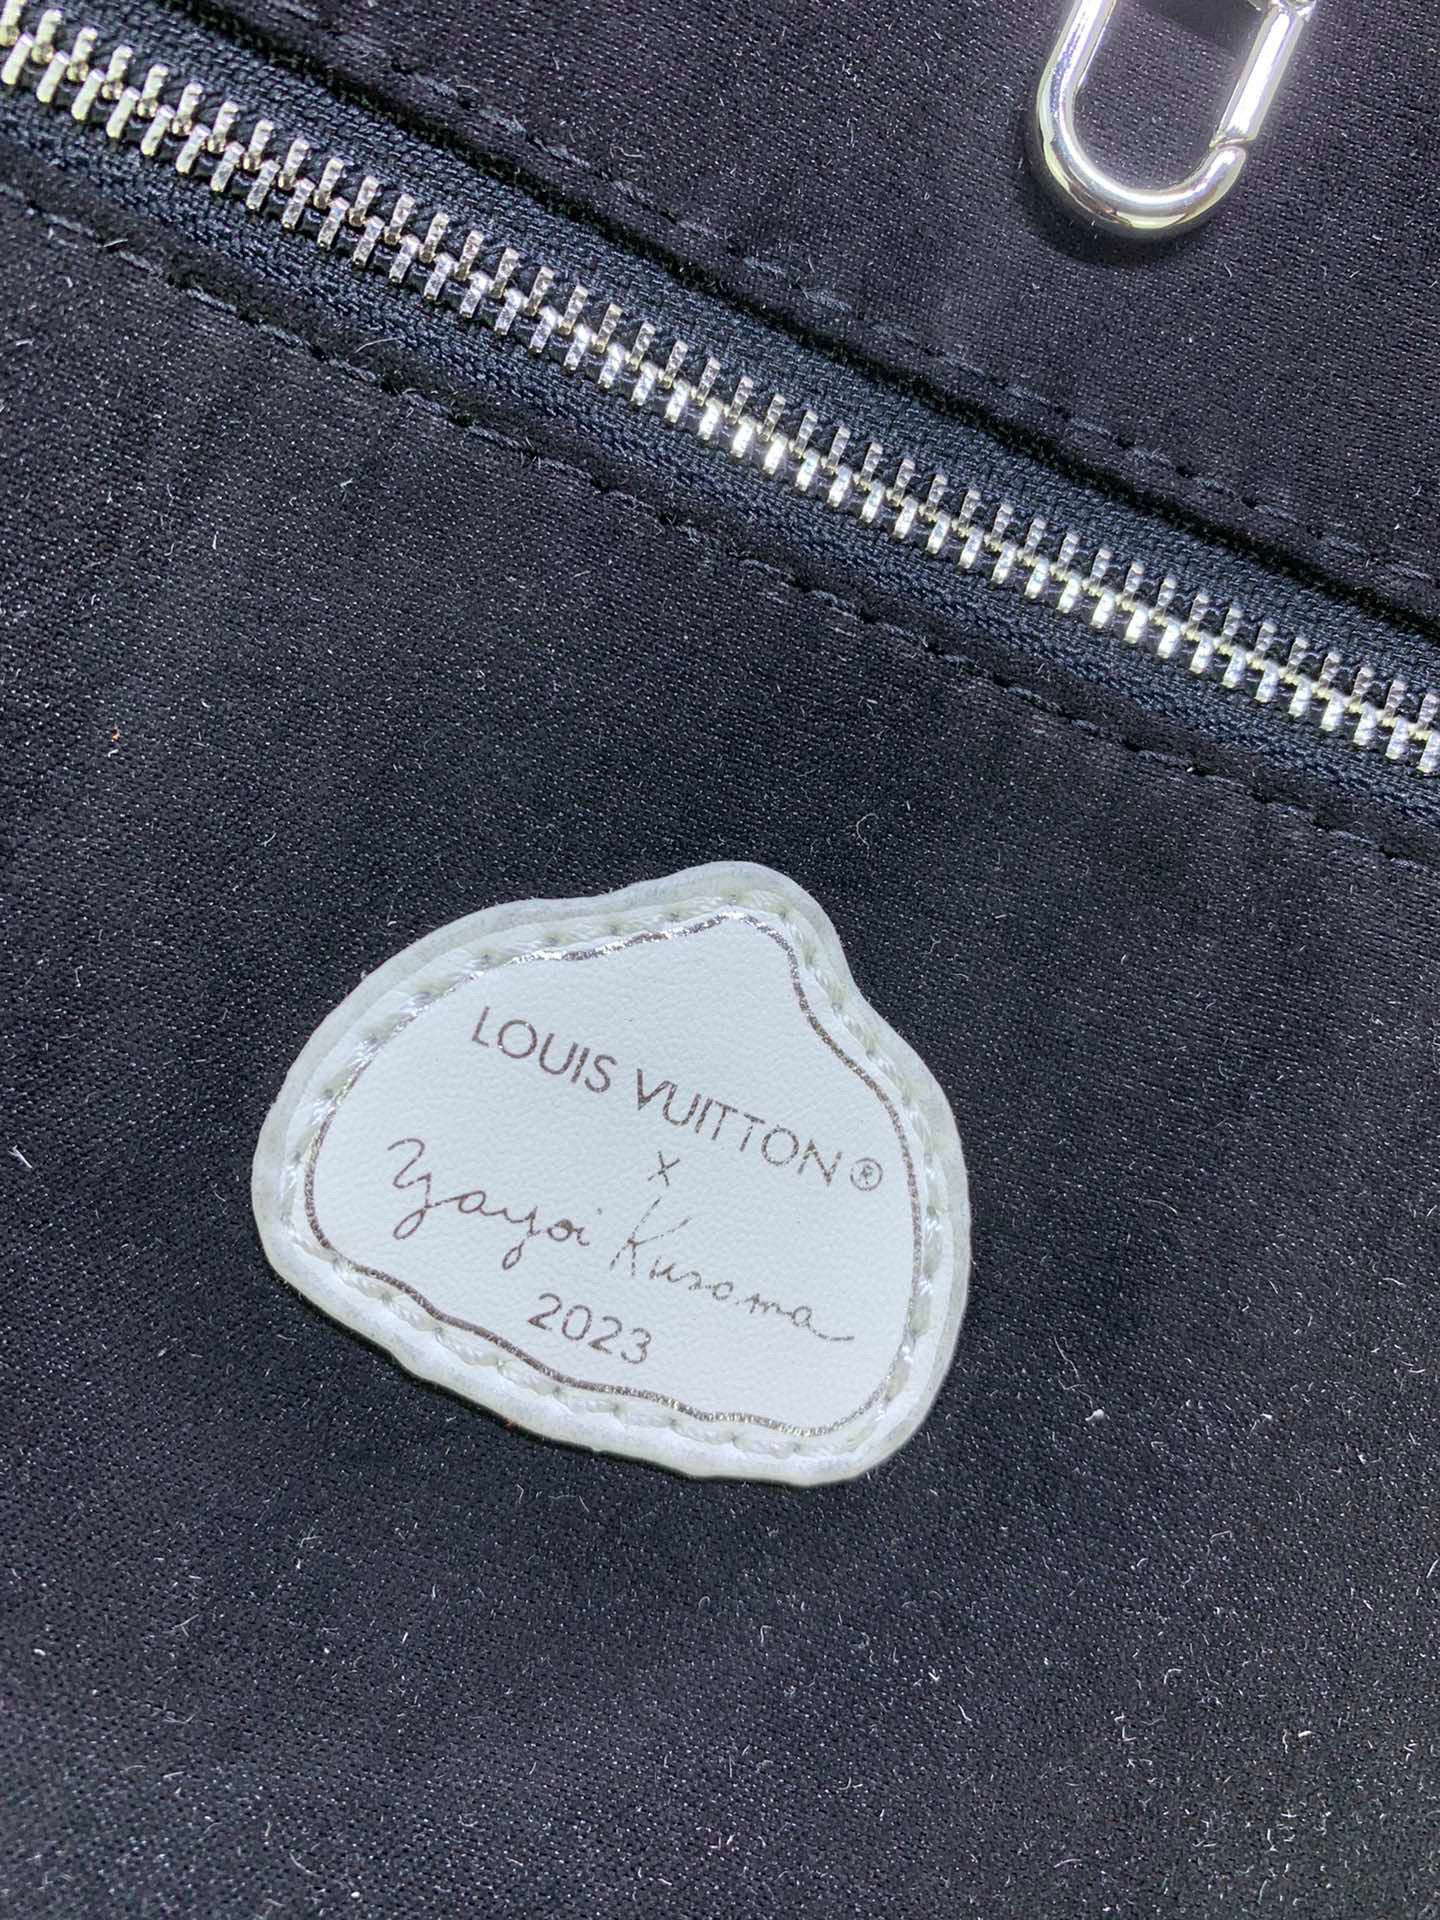 LOUIS VUITTON®
x
Yayoi Kusama
2023